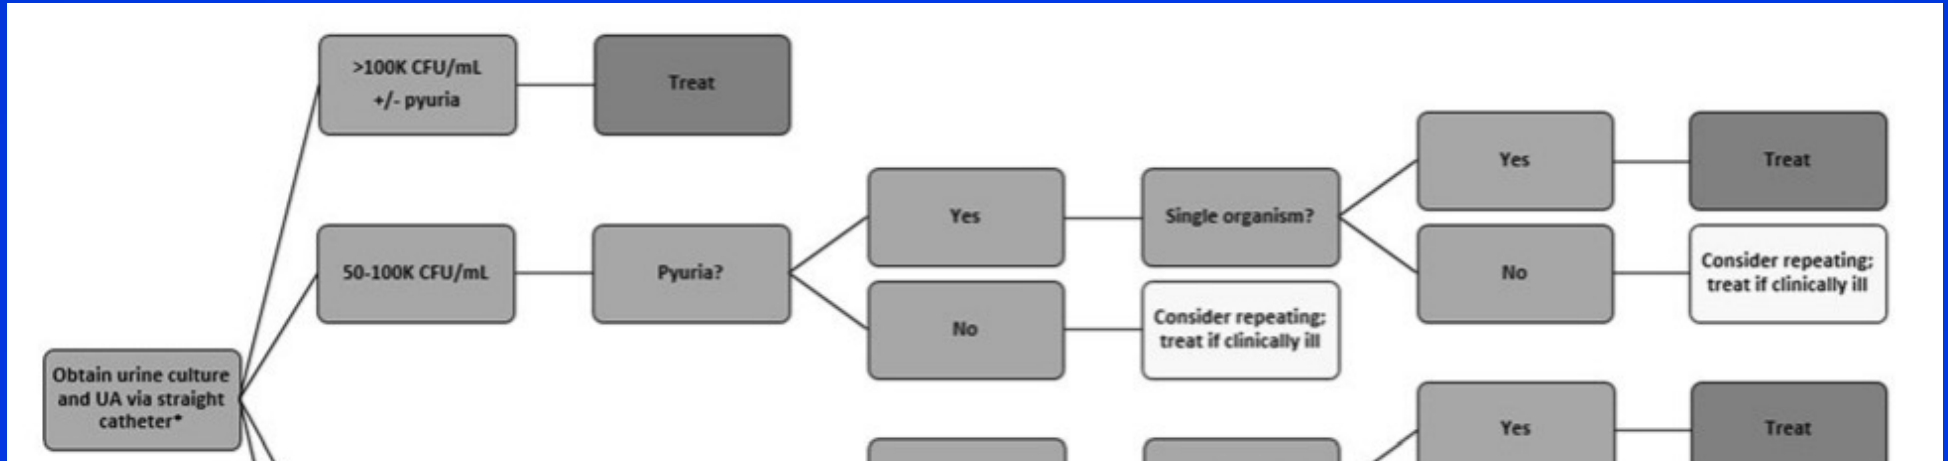 >100K CFU/mL
+/- pyuria
Treat
Yes
Treat
Yes
Single organism?
50-100K CFU/mL
Pyuria?
No
Consider repeating;
treat if clinically ill
No
Consider repeating;
treat if clinically ill
Obtain urine culture
and UA via straight
catheter*
Yes
Treat